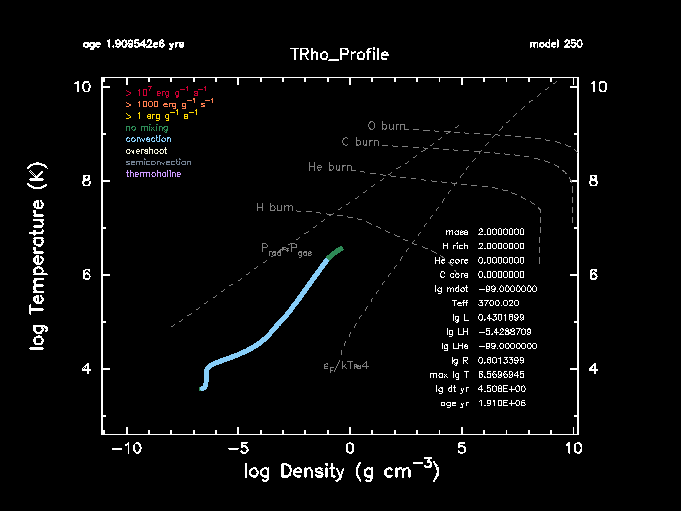 age 1.909542e6 yrs
TRho_Profile
model 250
> 10^7 erg g^-1 s^-1
> 1000 erg g^-1 s^-1
> 1 erg g^-1 s^-1
no mixing
convection
overshoot
semiconvection
thermohaline
O burn
C burn
He burn
H burn
P_rad≈P_gas
ε_F/kT≈4
mass 2.0000000
H rich 2.0000000
He core 0.0000000
C core 0.0000000
lg mdot −99.0000000
Teff 3700.020
lg L 0.4301899
lg LH −5.4288709
lg LHe −99.0000000
lg R 0.6013399
max lg T 6.5696945
lg dt yr 4.508E+00
age yr 1.910E+06
10
8
6
4
10
8
6
4
log Temperature (K)
−10 −5 0 5 10
log Density (g cm^−3)